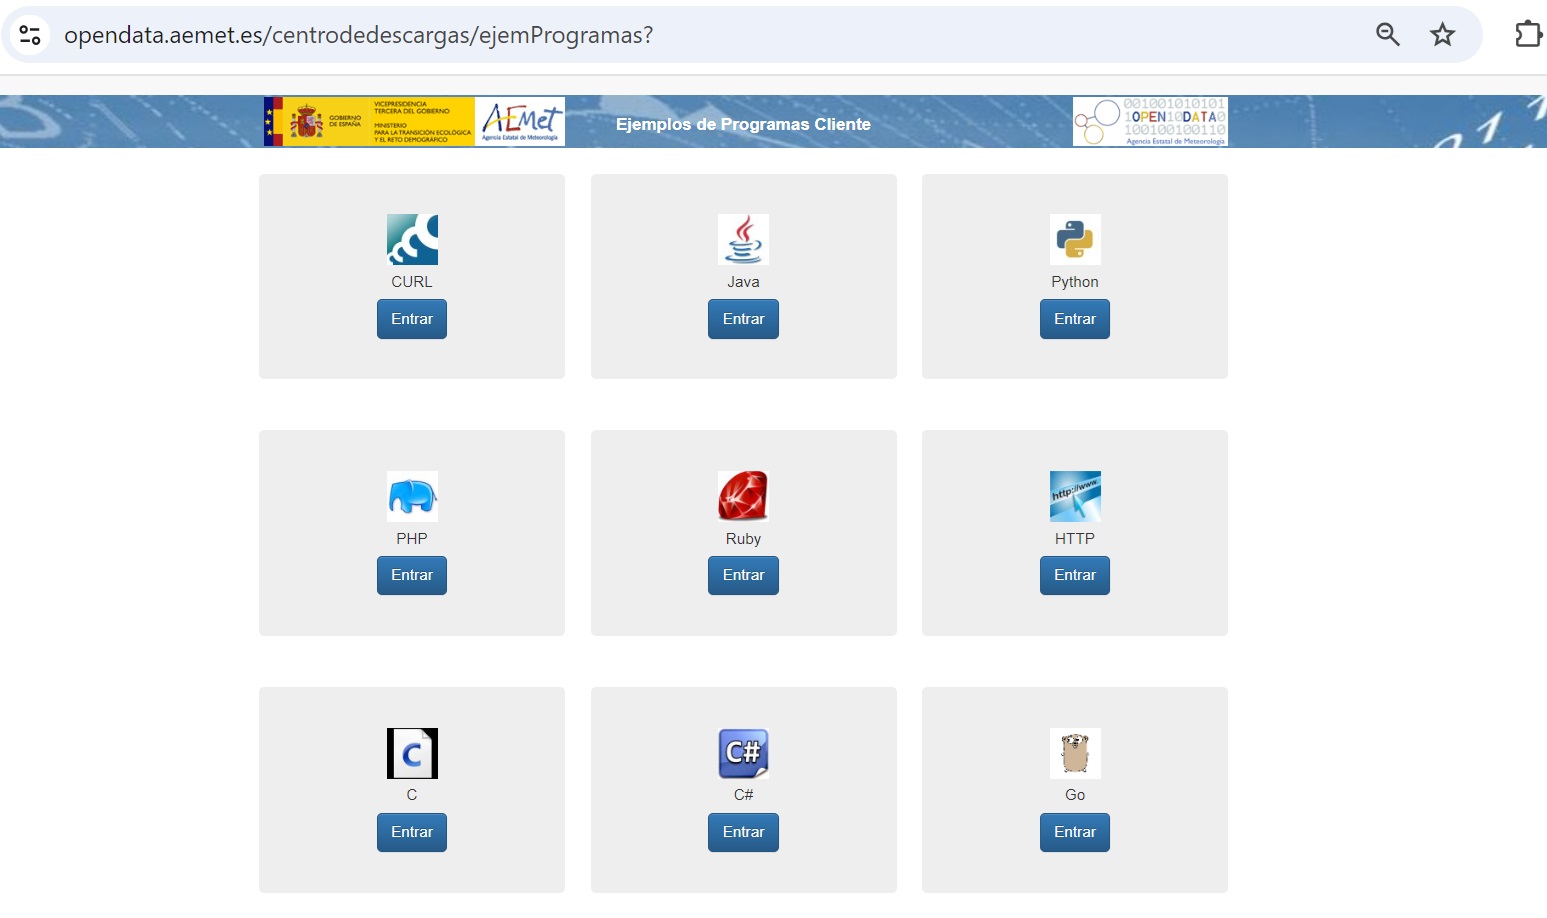 opendata.aemet.es/centrodedescargas/ejemProgramas?
GOBIERNO
DE ESPAÑA
VICEPRESIDENCIA
TERCERA DEL GOBIERNO
MINISTERIO
PARA LA TRANSICIÓN ECOLÓGICA
Y EL RETO DEMOGRÁFICO
AEMet
Agencia Estatal de Meteorología
Ejemplos de Programas Cliente
001001010101
10OPEN10DATA0
100100100110
Agencia Estatal de Meteorología
CURL
Java
Python
Entrar
Entrar
Entrar
http://www.
PHP
Ruby
HTTP
Entrar
Entrar
Entrar
C
C#
C
C#
Go
Entrar
Entrar
Entrar